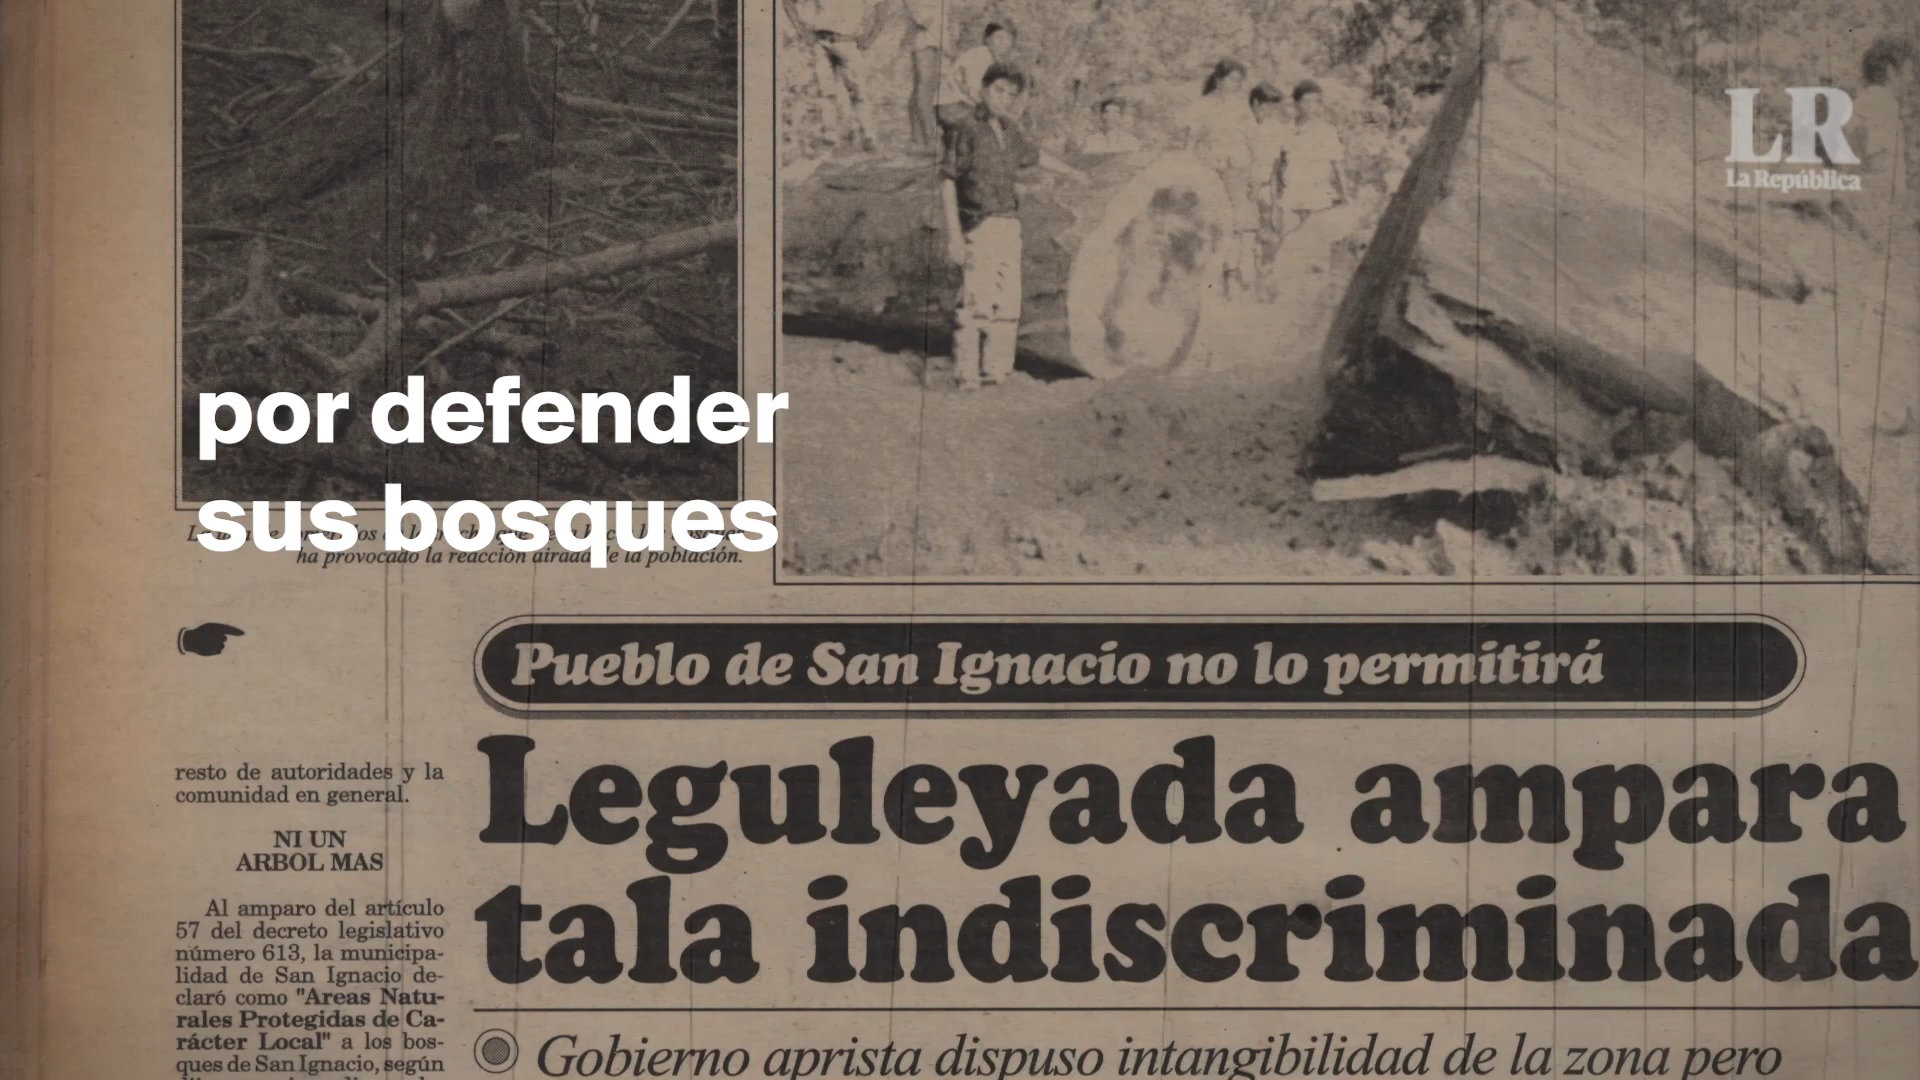 LR
La República
por defender
sus bosques
ha provocado la reacción airada de la población.
Pueblo de San Ignacio no lo permitirá
Leguleyada ampara
tala indiscriminada
Gobierno aprista dispuso intangibilidad de la zona pero
resto de autoridades y la
comunidad en general.
NI UN
ARBOL MAS
Al amparo del artículo
57 del decreto legislativo
número 613, la municipa-
lidad de San Ignacio de-
claró como "Areas Natu-
rales Protegidas de Ca-
rácter Local" a los bos-
ques de San Ignacio, según